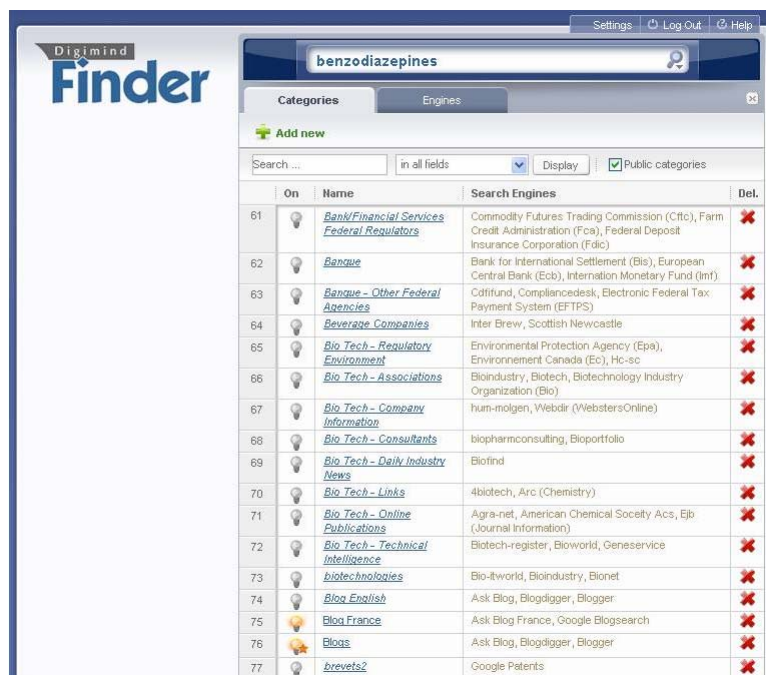 Settings Log Out Help
Digimind
Finder
benzodiazepines
Categories Engines
Add new
Search ... in all fields Display Public categories
On Name Search Engines Del.
61 Bank/Financial Services Commodity Futures Trading Commission (Cftc), Farm
Federal Regulators Credit Administration (Fca), Federal Deposit
Insurance Corporation (Fdic)
62 Banque Bank for International Settlement (Bis), European
Central Bank (Ecb), Internation Monetary Fund (Imf)
63 Banque - Other Federal Cdfifund, Compliancedesk, Electronic Federal Tax
Agencies Payment System (EFTPS)
64 Beverage Companies Inter Brew, Scottish Newcastle
65 Bio Tech - Regulatory Environmental Protection Agency (Epa),
Environment Environnement Canada (Ec), Hc-sc
66 Bio Tech - Associations Bioindustry, Biotech, Biotechnology Industry
Organization (Bio)
67 Bio Tech - Company hum-molgen, Webdir (WebstersOnline)
Information
68 Bio Tech - Consultants biopharmconsulting, Bioportfolio
69 Bio Tech - Daily Industry Biofind
News
70 Bio Tech - Links 4biotech, Arc (Chemistry)
71 Bio Tech - Online Agra-net, American Chemical Soceity Acs, Ejb
Publications (Journal Information)
72 Bio Tech - Technical Biotech-register, Bioworld, Geneservice
Intelligence
73 biotechnologies Bio-itworld, Bioindustry, Bionet
74 Blog English Ask Blog, Blogdigger, Blogger
75 Blog France Ask Blog France, Google Blogsearch
76 Blogs Ask Blog, Blogdigger, Blogger
77 brevets2 Google Patents